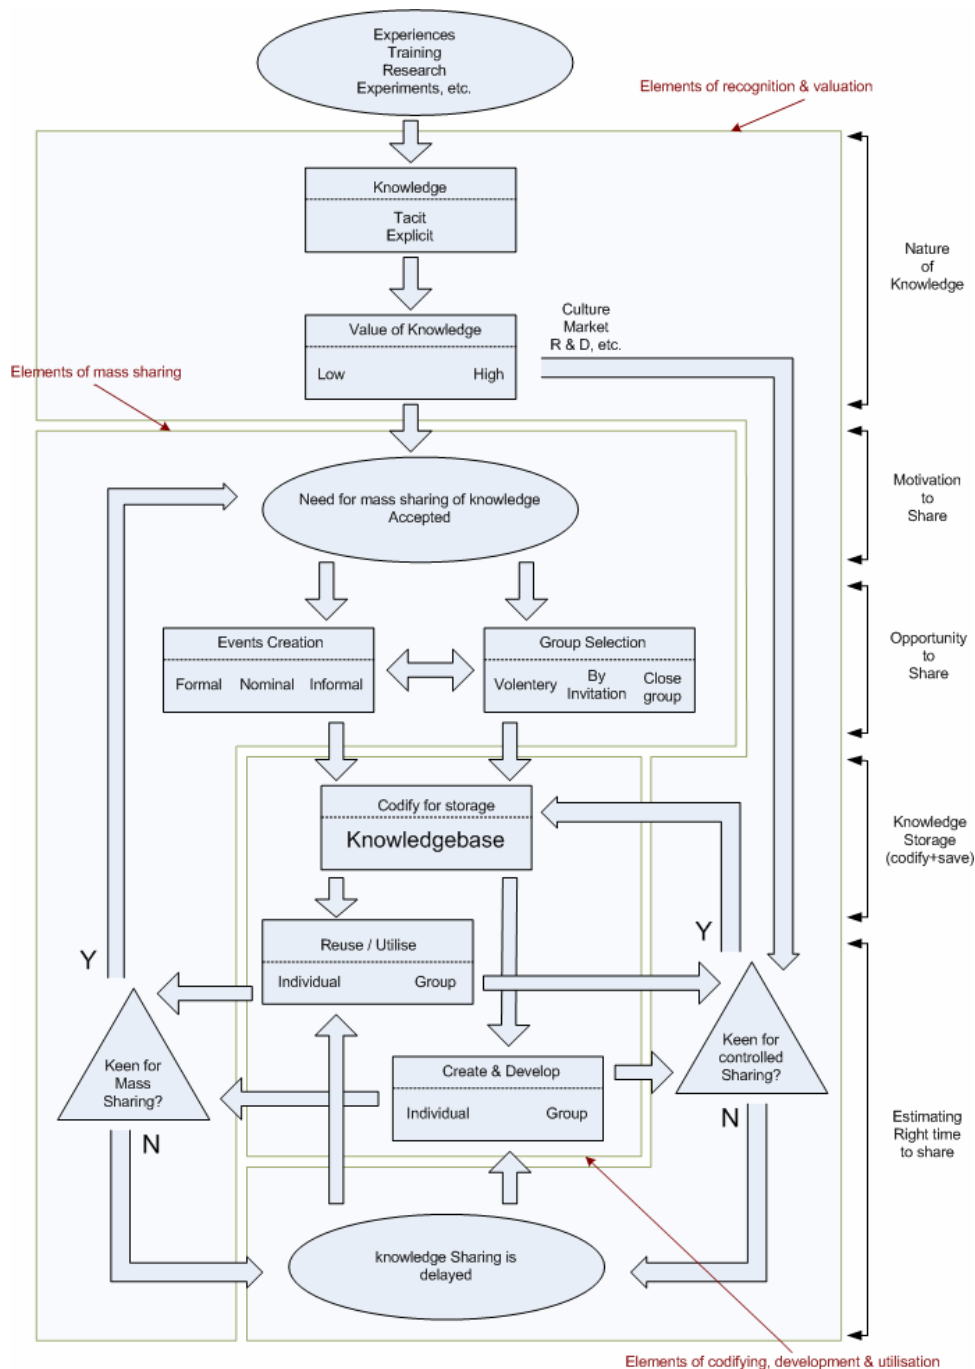 Experiences
Training
Research
Experiments, etc.
Elements of recognition & valuation
Knowledge
Tacit
Explicit
Nature
of
Knowledge
Value of Knowledge
Low High
Culture
Market
R & D, etc.
Elements of mass sharing
Need for mass sharing of knowledge
Accepted
Motivation
to
Share
Events Creation
Formal Nominal Informal
Group Selection
Volentery
By
Invitation
Close
group
Opportunity
to
Share
Codify for storage
Knowledgebase
Knowledge
Storage
(codify+save)
Reuse / Utilise
Individual Group
Y
Y
Keen for
Mass
Sharing?
N
Keen for
controlled
Sharing?
N
Create & Develop
Individual Group
Estimating
Right time
to share
knowledge Sharing is
delayed
Elements of codifying, development & utilisation